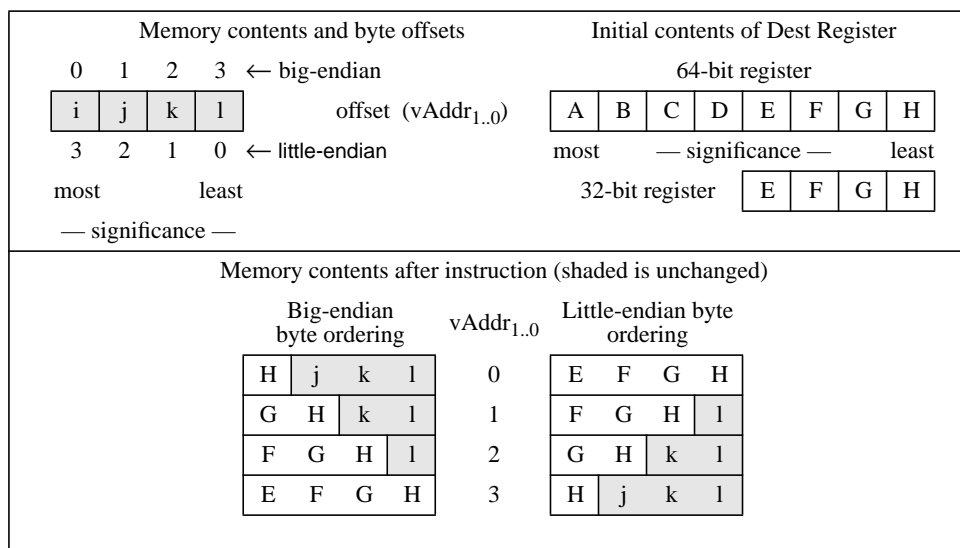 Memory contents and byte offsets
0 1 2 3 ← big-endian
i j k l offset (vAddr1..0)
3 2 1 0 ← little-endian
most least
— significance —
Initial contents of Dest Register
64-bit register
A B C D E F G H
most — significance — least
32-bit register E F G H
Memory contents after instruction (shaded is unchanged)
Big-endian byte ordering vAddr1..0 Little-endian byte ordering
H j k l 0 E F G H
G H k l 1 F G H l
F G H l 2 G H k l
E F G H 3 H j k l